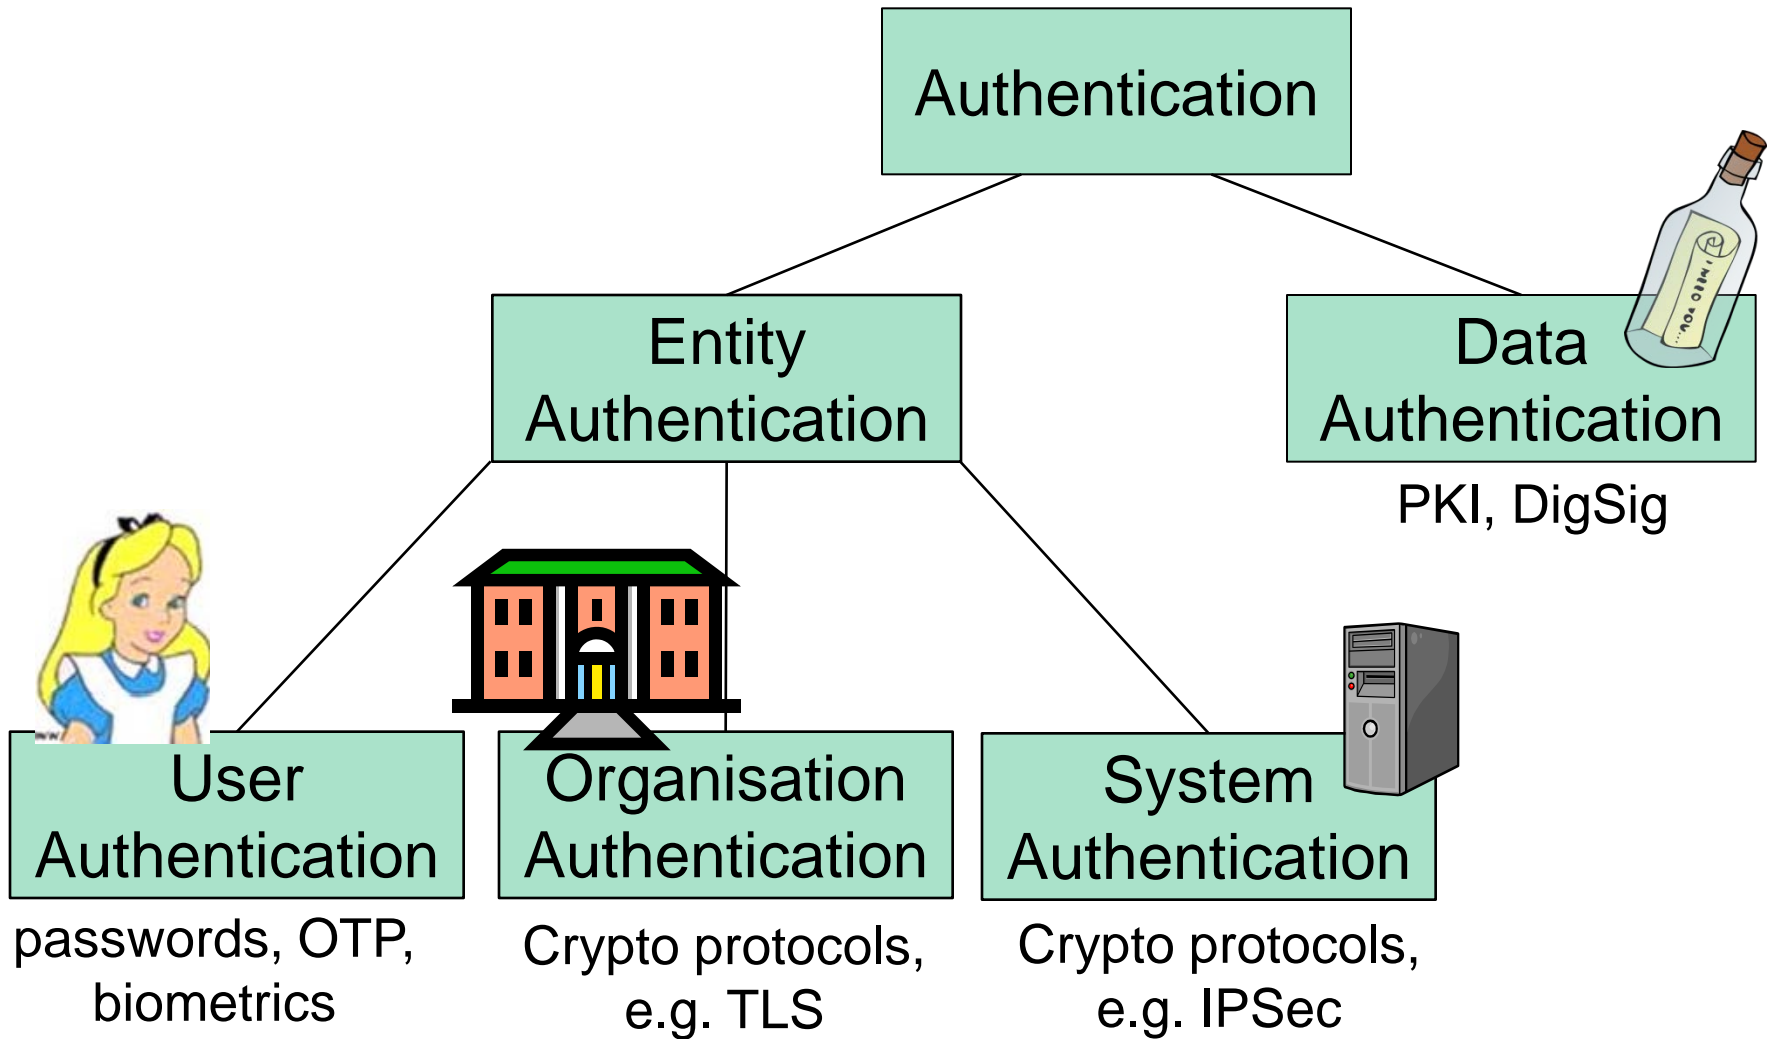 Authentication
Entity
Authentication
Data
Authentication
PKI, DigSig
User
Authentication
passwords, OTP,
biometrics
Organisation
Authentication
Crypto protocols,
e.g. TLS
System
Authentication
Crypto protocols,
e.g. IPSec